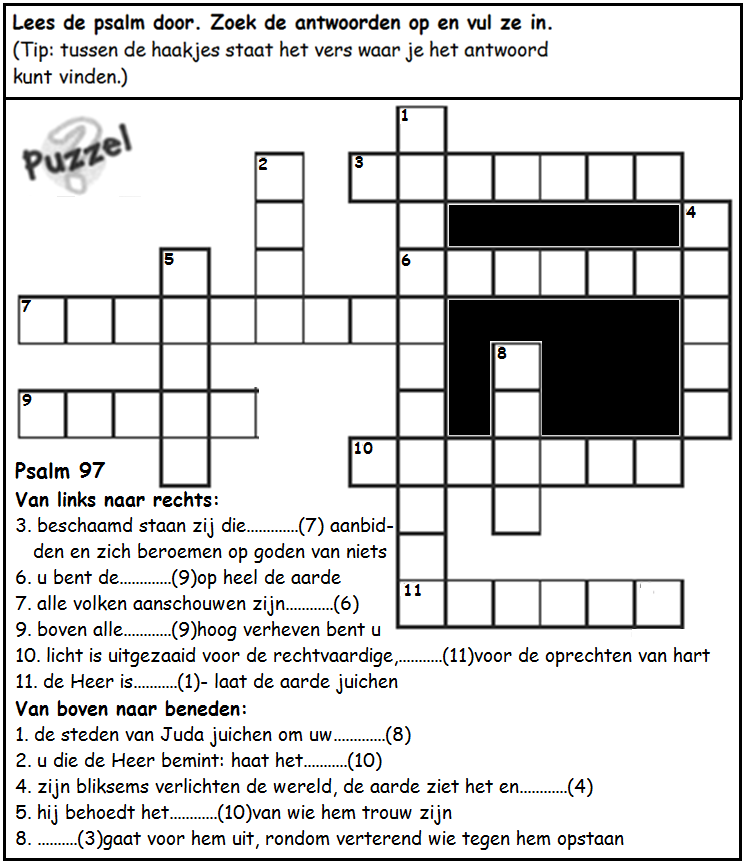 Lees de psalm door. Zoek de antwoorden op en vul ze in.
(Tip: tussen de haakjes staat het vers waar je het antwoord
kunt vinden.)
Puzzel
?
1
2
3
4
5
6
7
8
9
10
11
Psalm 97
Van links naar rechts:
3. beschaamd staan zij die.............(7) aanbid-
den en zich beroemen op goden van niets
6. u bent de.............(9)op heel de aarde
7. alle volken aanschouwen zijn............(6)
9. boven alle............(9)hoog verheven bent u
10. licht is uitgezaaid voor de rechtvaardige,...........(11)voor de oprechten van hart
11. de Heer is...........(1)- laat de aarde juichen
Van boven naar beneden:
1. de steden van Juda juichen om uw.............(8)
2. u die de Heer bemint: haat het...........(10)
4. zijn bliksems verlichten de wereld, de aarde ziet het en............(4)
5. hij behoedt het............(10)van wie hem trouw zijn
8. ..........(3)gaat voor hem uit, rondom verterend wie tegen hem opstaan